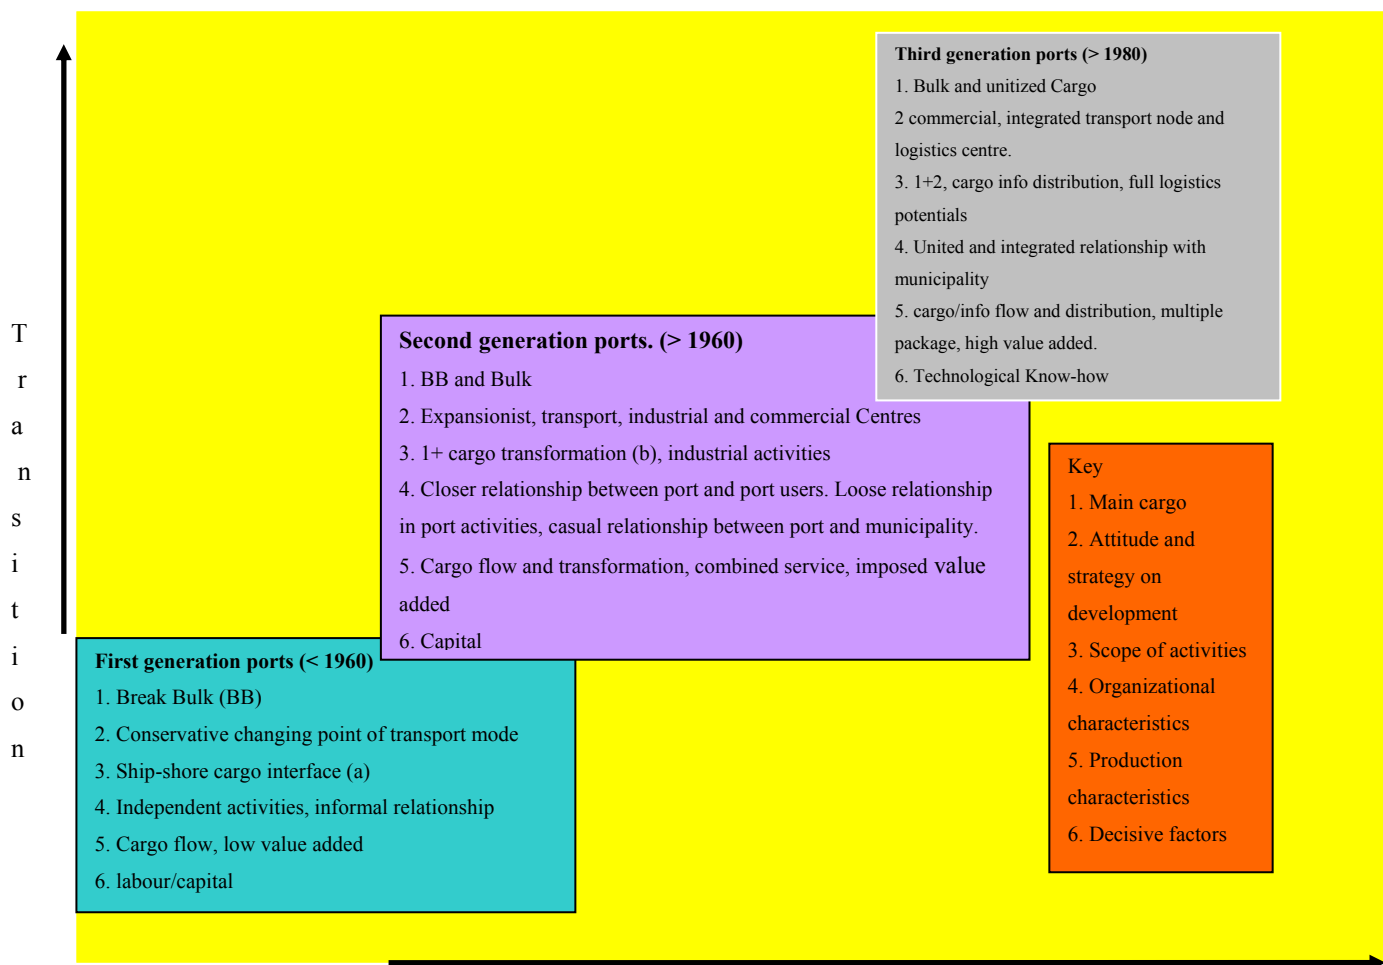 Third generation ports (> 1980)
1. Bulk and unitized Cargo
2 commercial, integrated transport node and
logistics centre.
3. 1+2, cargo info distribution, full logistics
potentials
4. United and integrated relationship with
municipality
5. cargo/info flow and distribution, multiple
package, high value added.
6. Technological Know-how
Second generation ports. (> 1960)
1. BB and Bulk
2. Expansionist, transport, industrial and commercial Centres
3. 1+ cargo transformation (b), industrial activities
4. Closer relationship between port and port users. Loose relationship
in port activities, casual relationship between port and municipality.
5. Cargo flow and transformation, combined service, imposed value
added
6. Capital
Key
1. Main cargo
2. Attitude and
strategy on
development
3. Scope of activities
4. Organizational
characteristics
5. Production
characteristics
6. Decisive factors
First generation ports (< 1960)
1. Break Bulk (BB)
2. Conservative changing point of transport mode
3. Ship-shore cargo interface (a)
4. Independent activities, informal relationship
5. Cargo flow, low value added
6. labour/capital
T
r
a
n
s
i
t
i
o
n